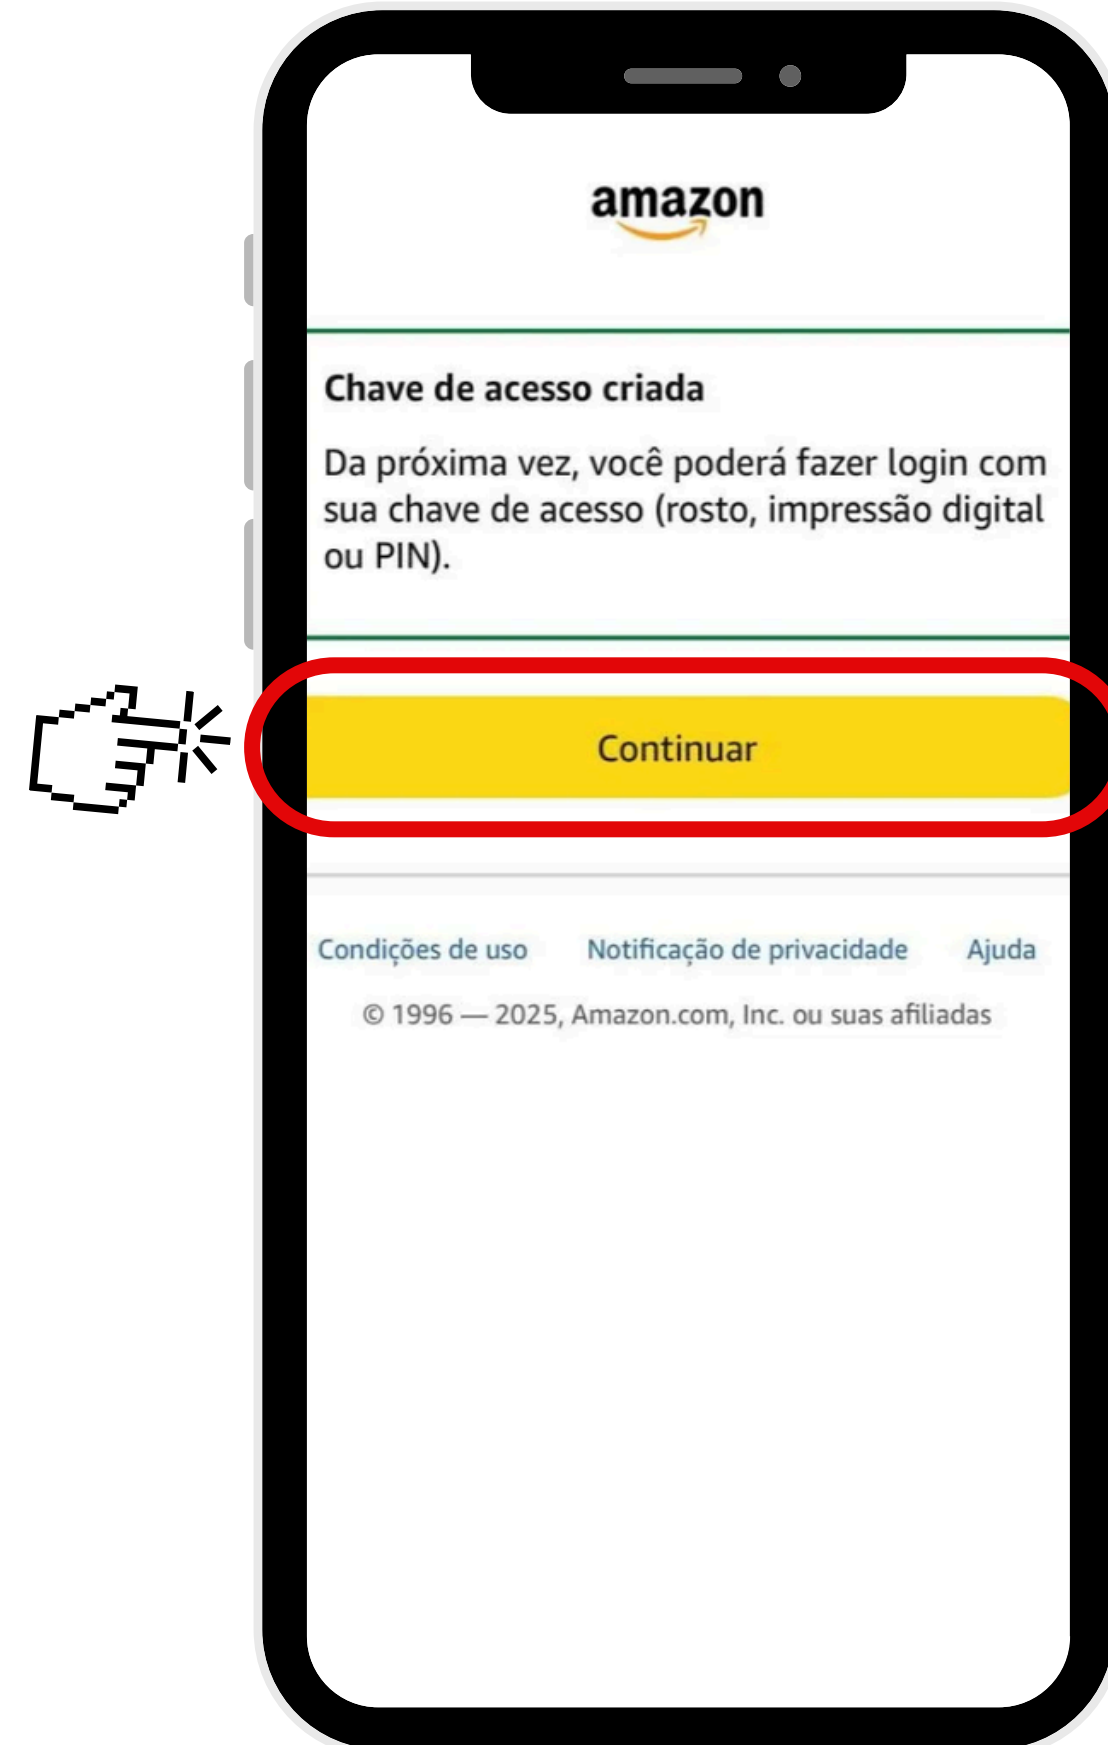 amazon
Chave de acesso criada
Da próxima vez, você poderá fazer login com
sua chave de acesso (rosto, impressão digital
ou PIN).
Continuar
Condições de uso Notificação de privacidade Ajuda
© 1996 — 2025, Amazon.com, Inc. ou suas afiliadas